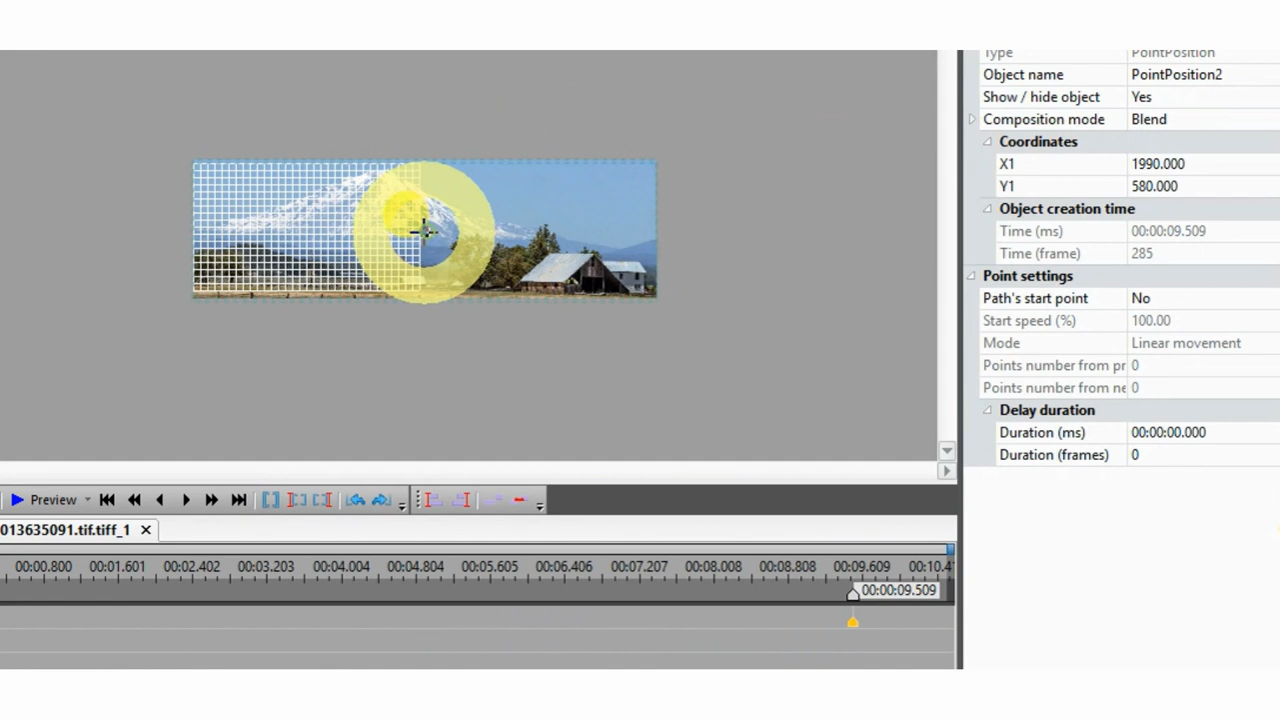 Type PointPosition
Object name PointPosition2
Show / hide object Yes
Composition mode Blend
Coordinates
X1 1990.000
Y1 580.000
Object creation time
Time (ms) 00:00:09.509
Time (frame) 285
Point settings
Path's start point No
Start speed (%) 100.00
Mode Linear movement
Points number from pr 0
Points number from ne 0
Delay duration
Duration (ms) 00:00:00.000
Duration (frames) 0
Preview
013635091.tif.tiff_1
00:00.800 00:01.601 00:02.402 00:03.203 00:04.004 00:04.804 00:05.605 00:06.406 00:07.207 00:08.008 00:08.808 00:09.609 00:10.4
00:00:09.509